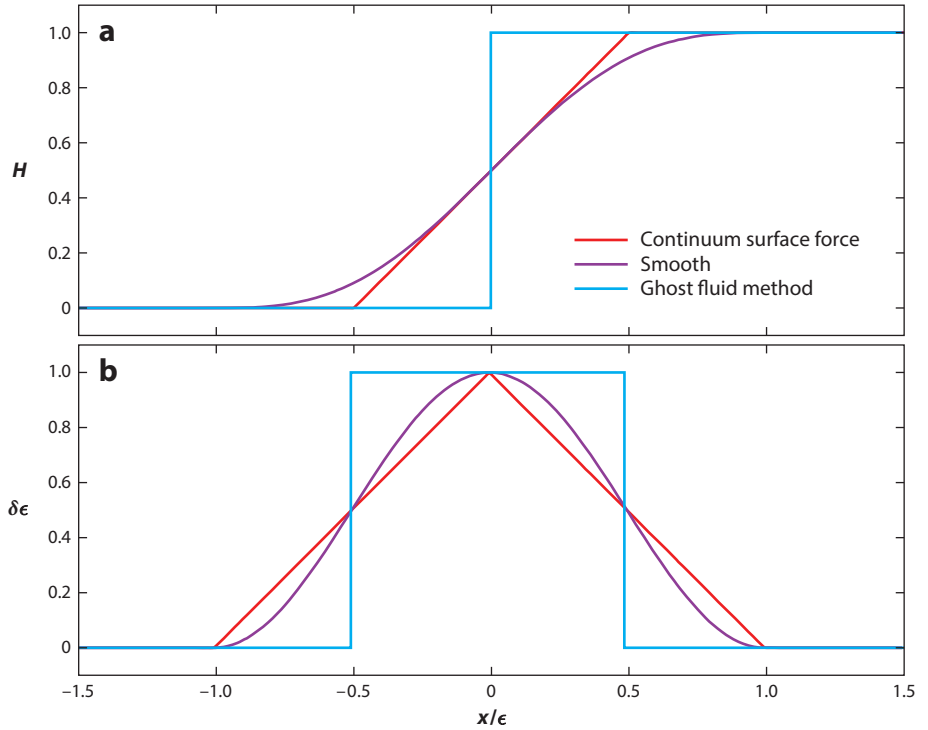 a
1.0
0.8
0.6
H
0.4
0.2
0
Continuum surface force
Smooth
Ghost fluid method
b
1.0
0.8
0.6
δϵ
0.4
0.2
0
−1.5 −1.0 −0.5 0 0.5 1.0 1.5
x/ϵ